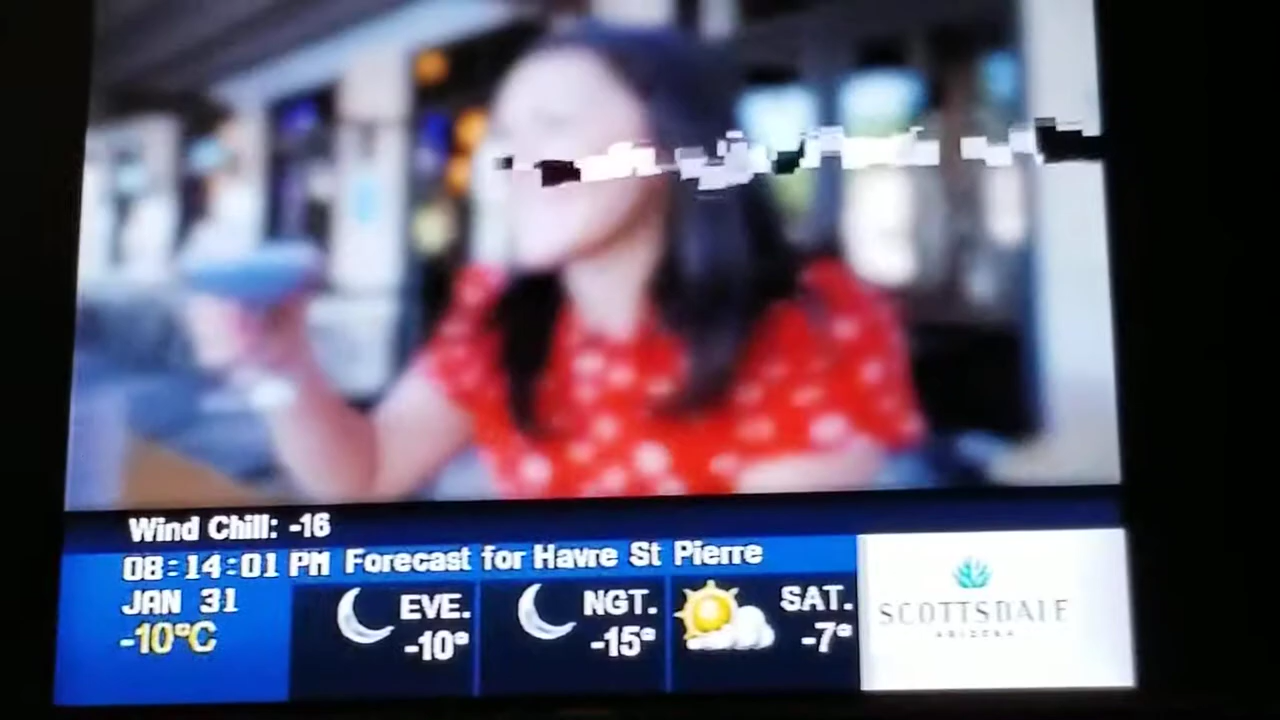 Wind Chill: -16
08:14:01 PM Forecast for Havre St Pierre
JAN 31
-10°C
EVE.
-10°
NGT.
-15°
SAT.
-7°
SCOTTSDALE
ARIZONA